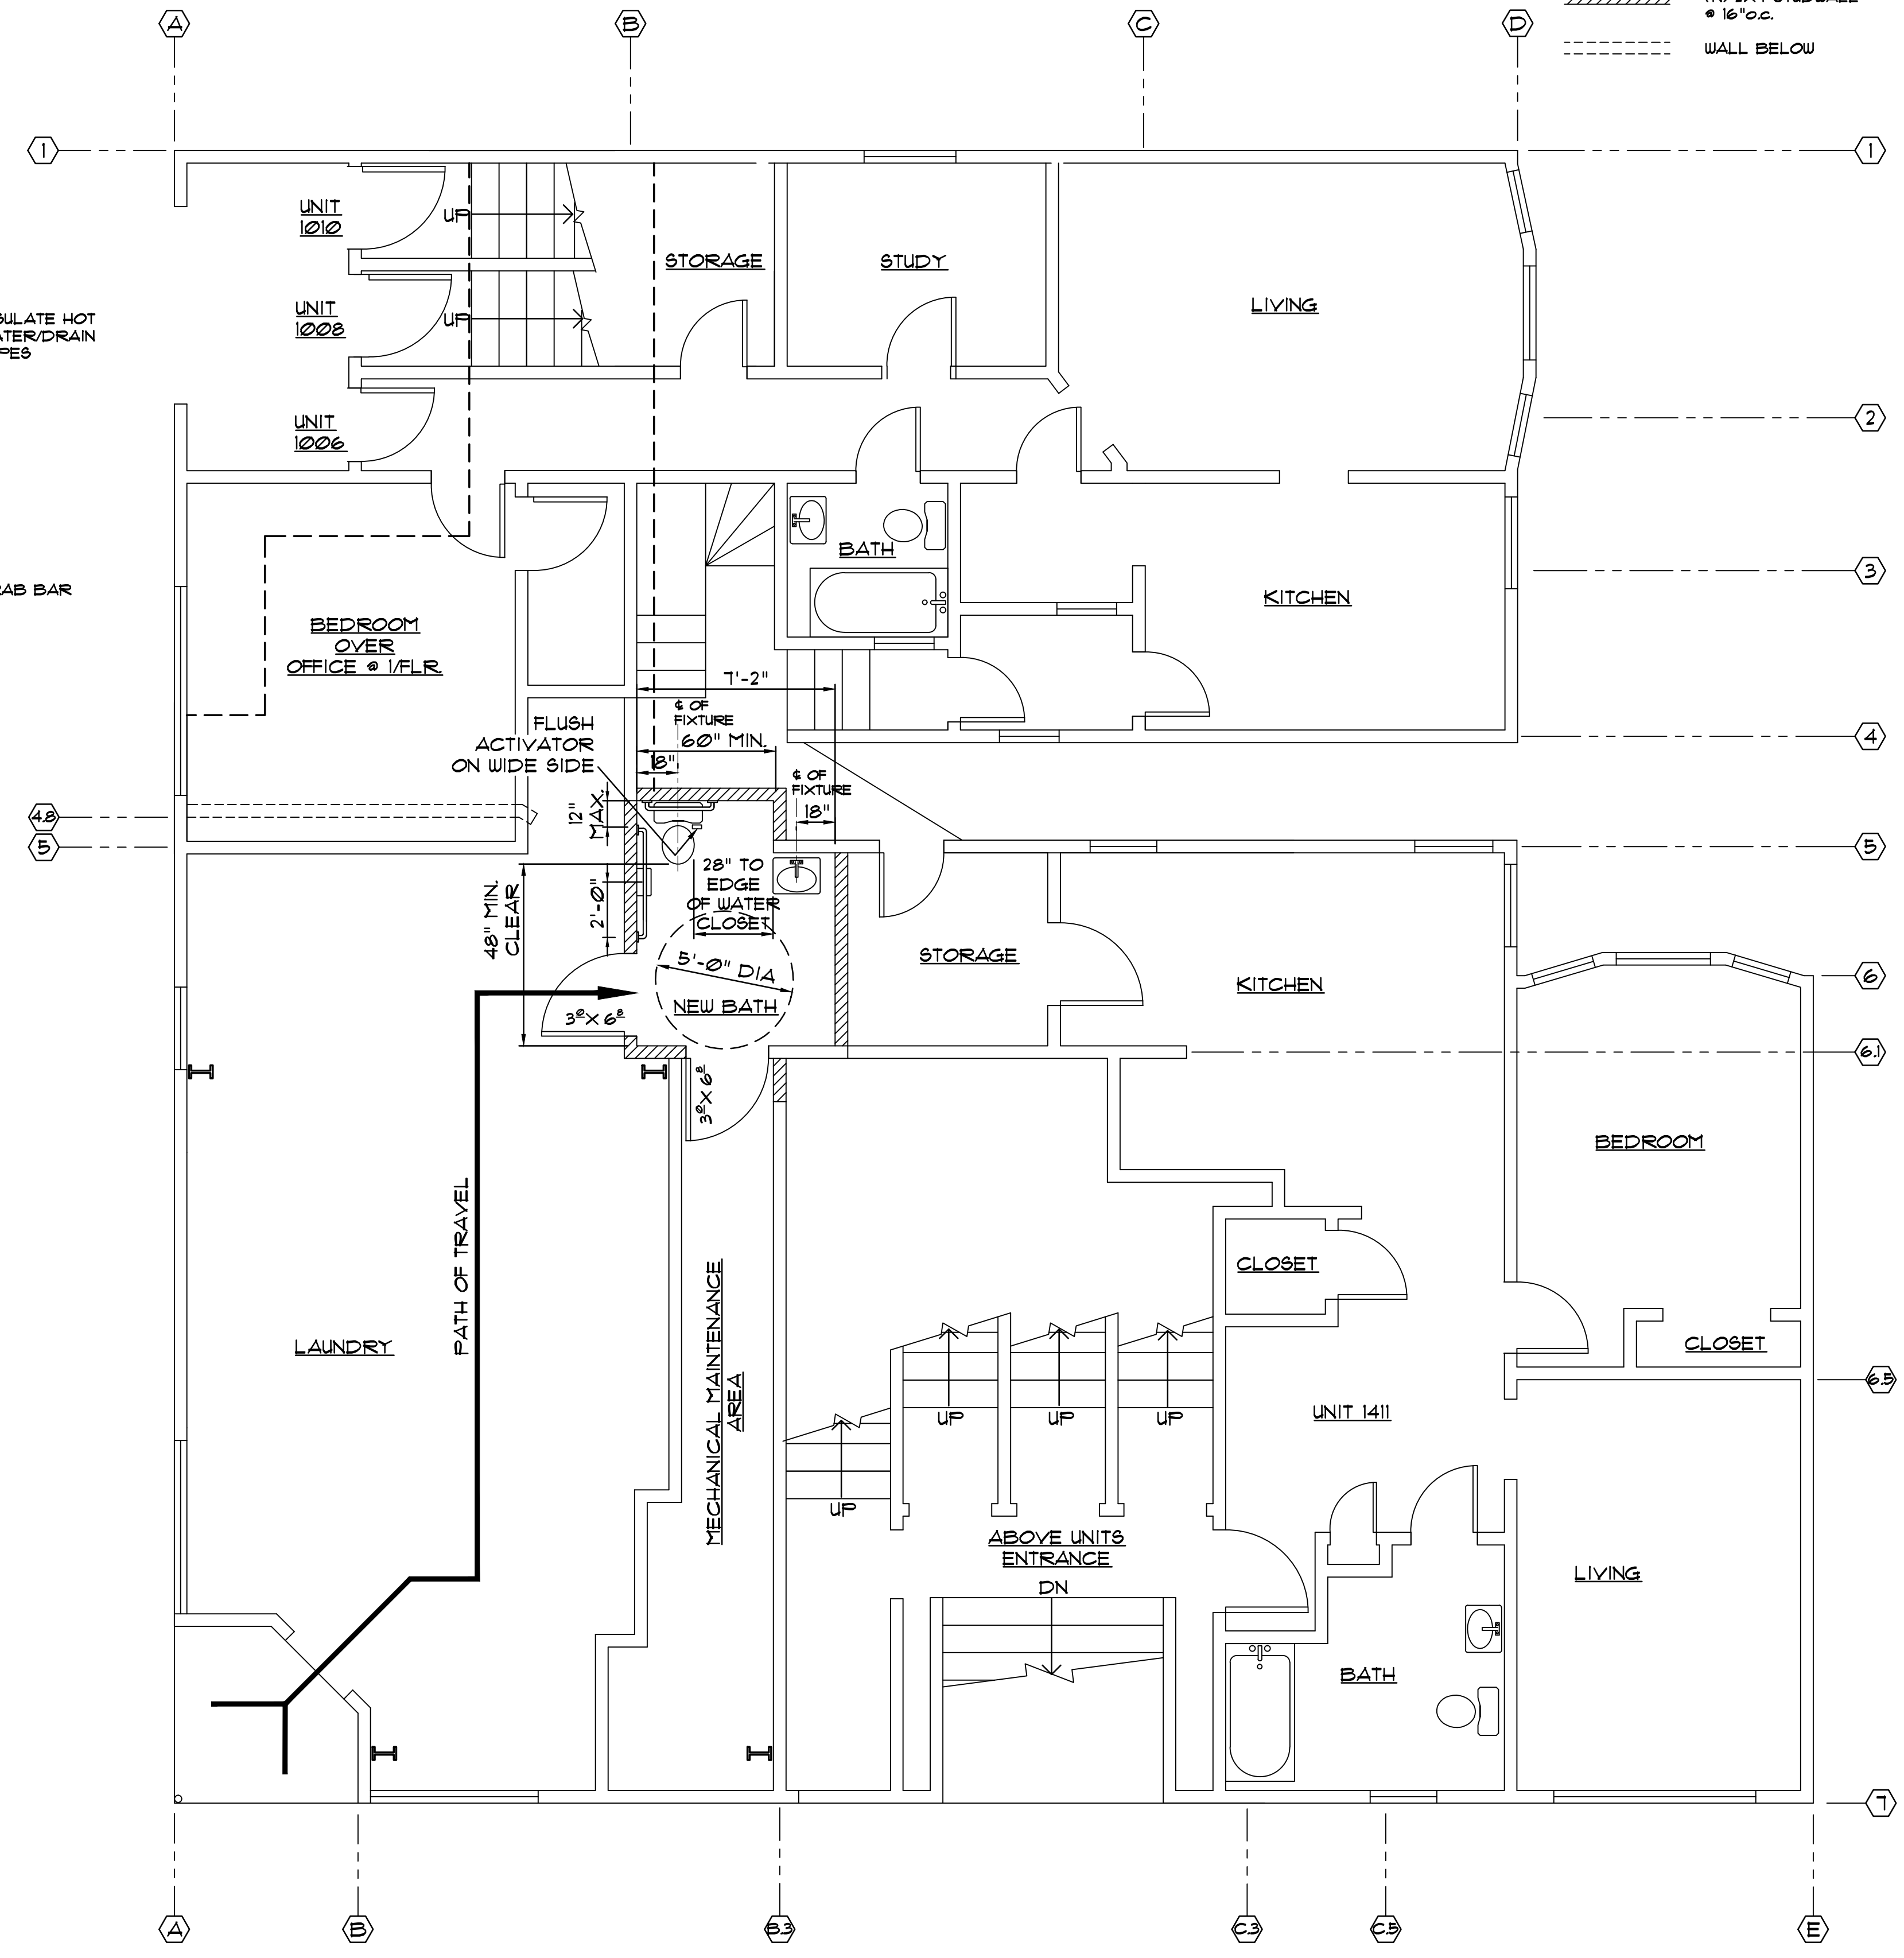 A
B
C
D
@ 16"o.c.
WALL BELOW
1
1
UNIT
1010
UP
STORAGE
STUDY
LIVING
UNIT
1008
UP
HOT
PES
2
UNIT
1006
BATH
3
BAR
KITCHEN
BEDROOM
OVER
OFFICE @ 1/FLR.
7'-2"
₵ OF
FIXTURE
60" MIN.
18"
FLUSH
ACTIVATOR
ON WIDE SIDE
4
₵ OF
FIXTURE
18"
12"
MAX.
4.8
5
5
28" TO
EDGE
OF WATER
CLOSET
48" MIN.
CLEAR
2'-0"
STORAGE
5'-0" DIA
NEW BATH
KITCHEN
6
3⁰X 6⁸
6.1
3⁰X 6⁸
BEDROOM
PATH OF TRAVEL
MECHANICAL MAINTENANCE
AREA
CLOSET
LAUNDRY
CLOSET
6.5
UP
UP
UP
UNIT 1411
UP
ABOVE UNITS
ENTRANCE
DN
LIVING
BATH
7
A
B
B.3
C.3
C.5
E